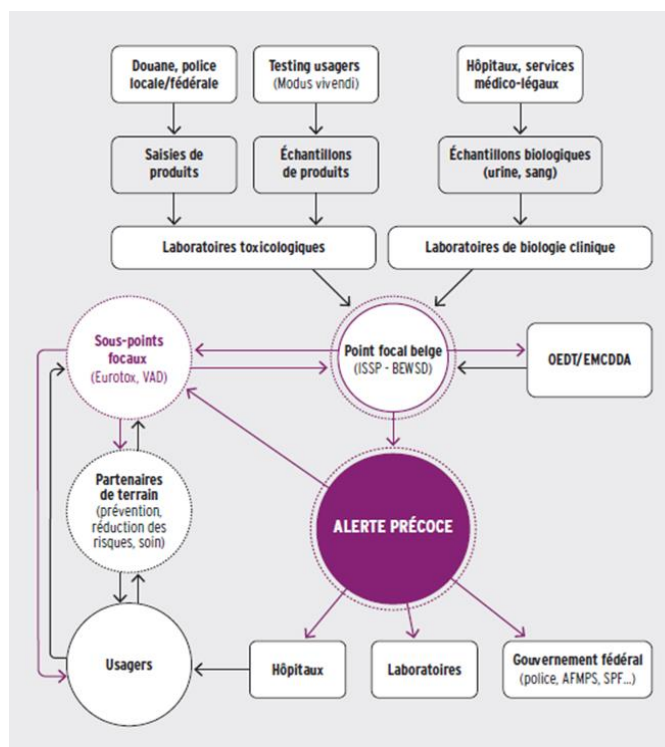 Douane, police
locale/fédérale
Testing usagers
(Modus vivendi)
Hôpitaux, services
médico-légaux
Saisies de
produits
Échantillons
de produits
Échantillons biologiques
(urine, sang)
Laboratoires toxicologiques
Laboratoires de biologie clinique
Sous-points
focaux
(Eurotox, VAD)
Point focal belge
(ISSP - BEWSD)
OEDT/EMCDDA
Partenaires
de terrain
(prévention,
réduction des
risques, soin)
ALERTE PRÉCOCE
Usagers
Hôpitaux
Laboratoires
Gouvernement fédéral
(police, AFMPS, SPF...)